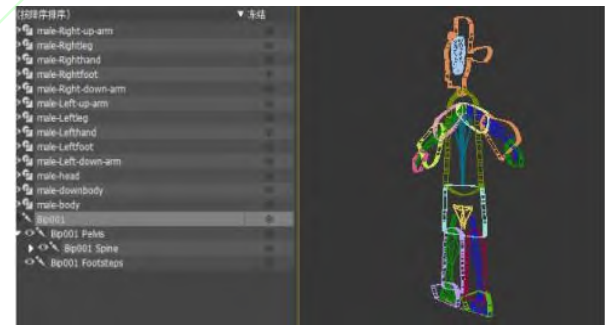 (按降序排序) ▼ 冻结
male-Right-up-arm
male-Rightleg
male-Righthand
male-Rightfoot
male-Right-down-arm
male-Left-up-arm
male-Leftleg
male-Lefthand
male-Leftfoot
male-Left-down-arm
male-head
male-downbody
male-body
Bip001
Bip001 Pelvis
Bip001 Spine
Bip001 Footsteps